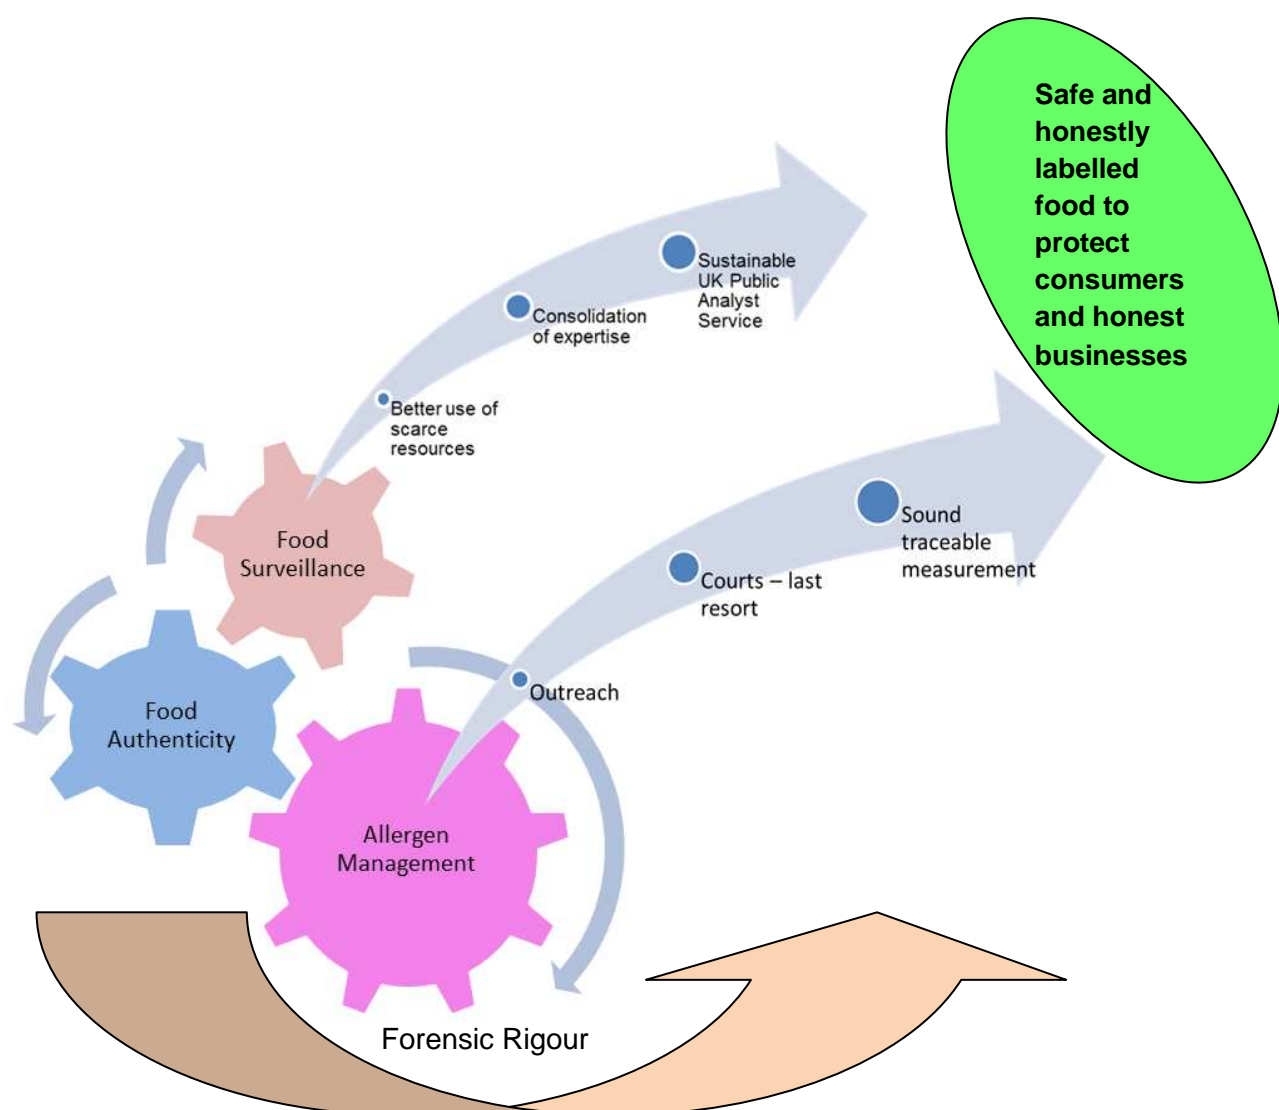 Safe and
honestly
labelled
food to
protect
consumers
and honest
businesses
Sustainable
UK Public
Analyst
Service
Consolidation
of expertise
Better use of
scarce
resources
Food
Surveillance
Sound
traceable
measurement
Courts – last
resort
Outreach
Food
Authenticity
Allergen
Management
Forensic Rigour